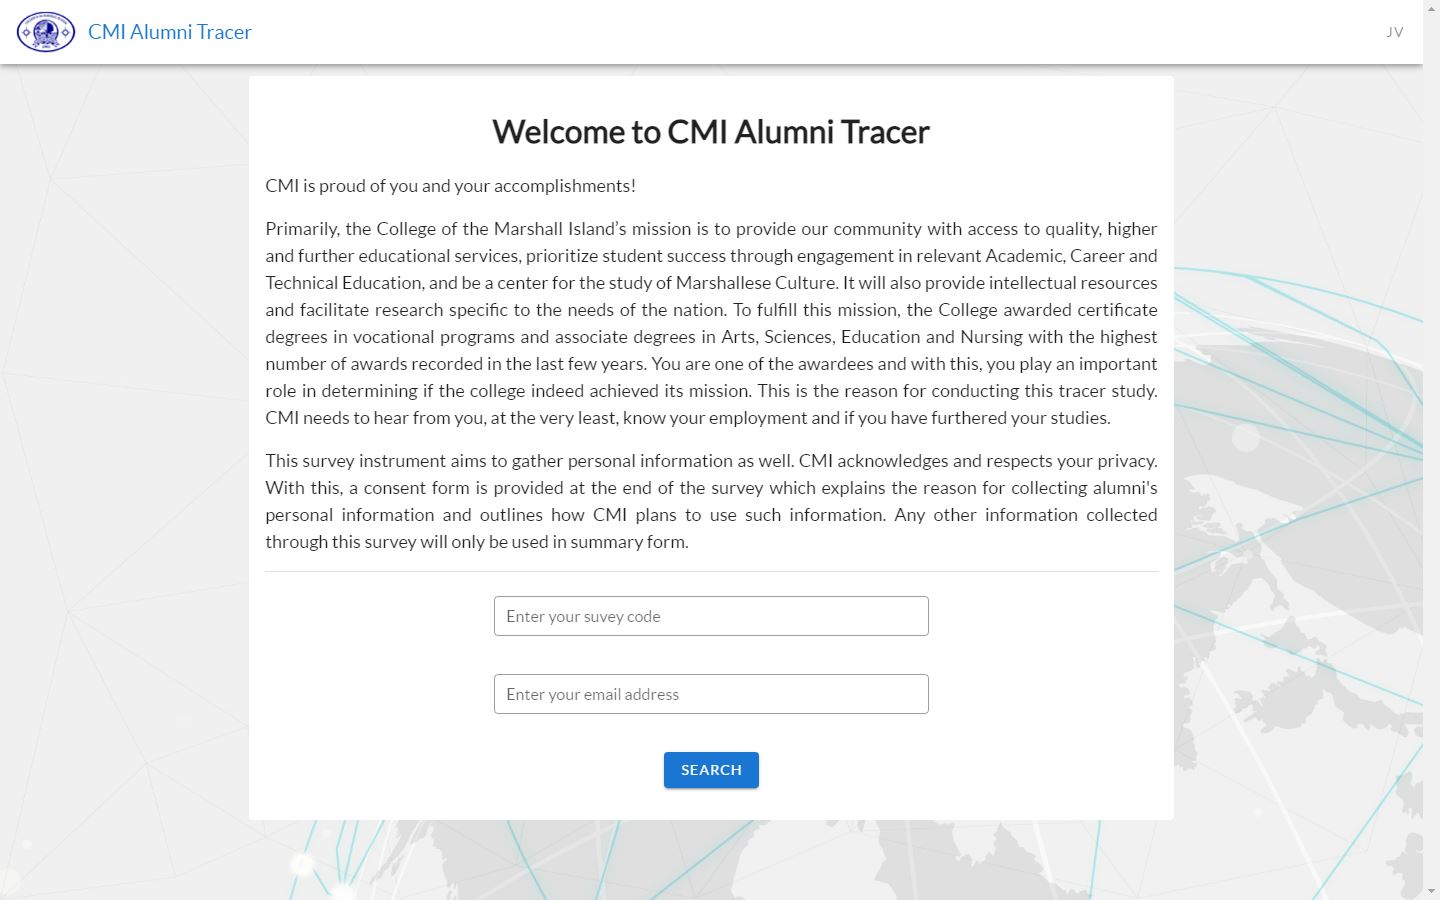 CMI Alumni Tracer
JV
Welcome to CMI Alumni Tracer
CMI is proud of you and your accomplishments!
Primarily, the College of the Marshall Island’s mission is to provide our community with access to quality, higher
and further educational services, prioritize student success through engagement in relevant Academic, Career and
Technical Education, and be a center for the study of Marshallese Culture. It will also provide intellectual resources
and facilitate research specific to the needs of the nation. To fulfill this mission, the College awarded certificate
degrees in vocational programs and associate degrees in Arts, Sciences, Education and Nursing with the highest
number of awards recorded in the last few years. You are one of the awardees and with this, you play an important
role in determining if the college indeed achieved its mission. This is the reason for conducting this tracer study.
CMI needs to hear from you, at the very least, know your employment and if you have furthered your studies.
This survey instrument aims to gather personal information as well. CMI acknowledges and respects your privacy.
With this, a consent form is provided at the end of the survey which explains the reason for collecting alumni's
personal information and outlines how CMI plans to use such information. Any other information collected
through this survey will only be used in summary form.
Enter your suvey code
Enter your email address
SEARCH